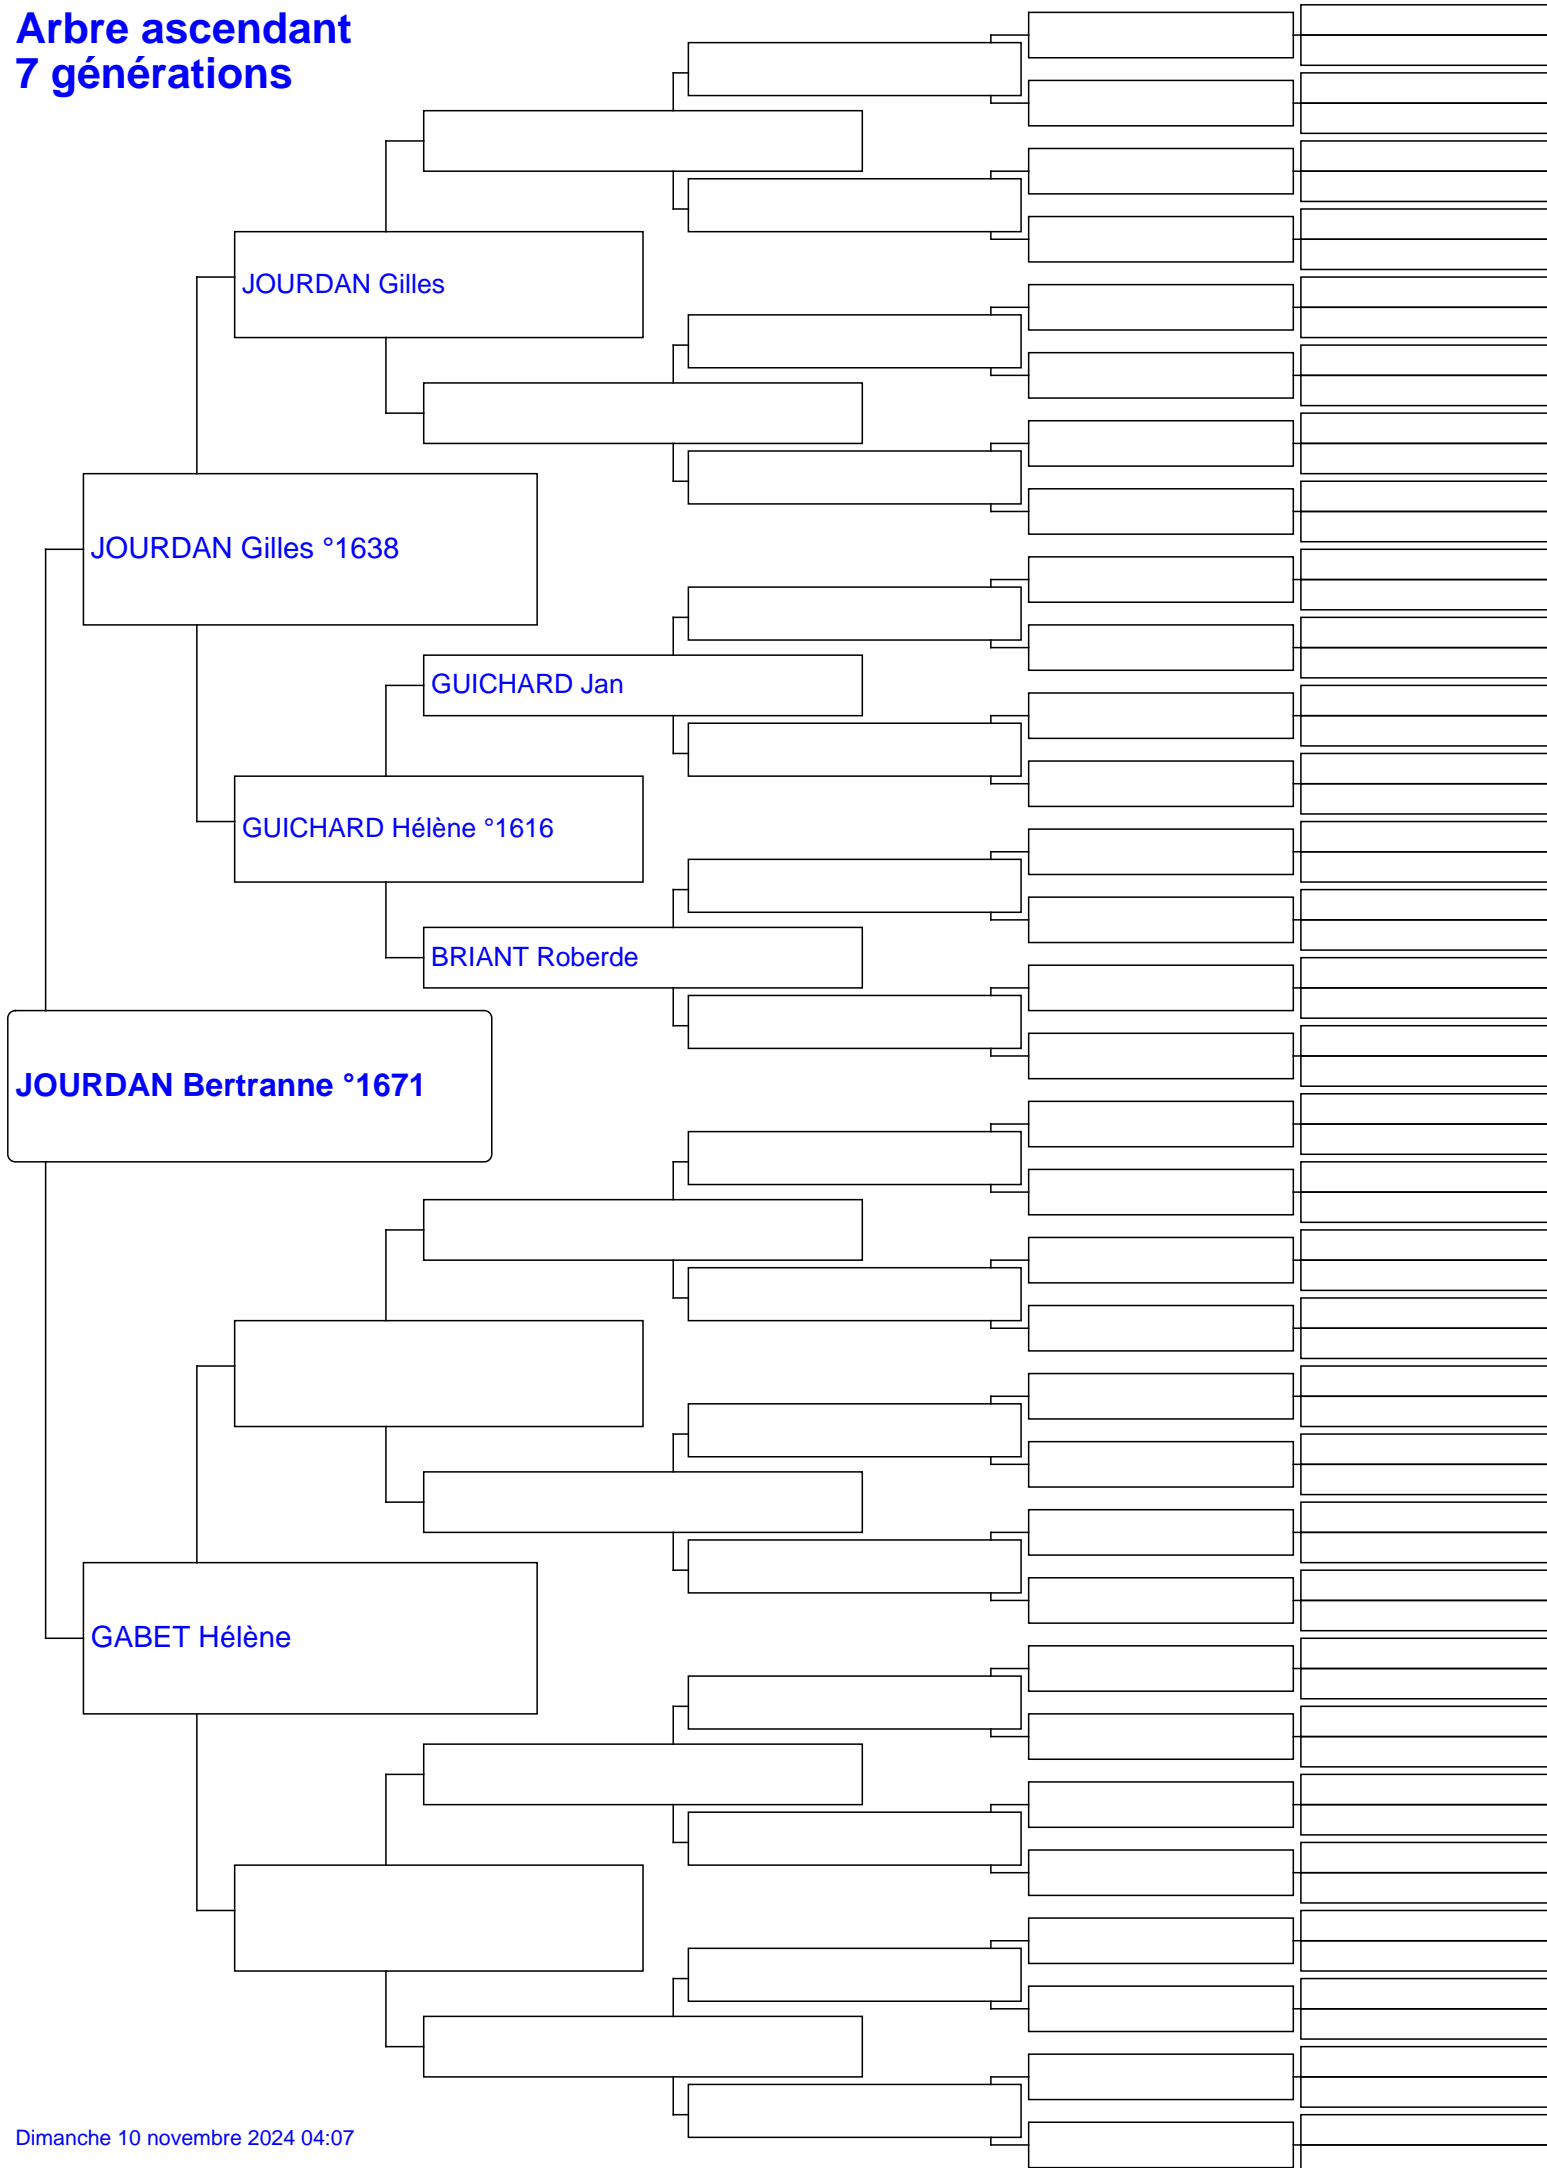 Arbre ascendant
7 générations
JOURDAN Gilles
JOURDAN Gilles °1638
GUICHARD Jan
GUICHARD Hélène °1616
BRIANT Roberde
JOURDAN Bertranne °1671
GABET Hélène
Dimanche 10 novembre 2024 04:07